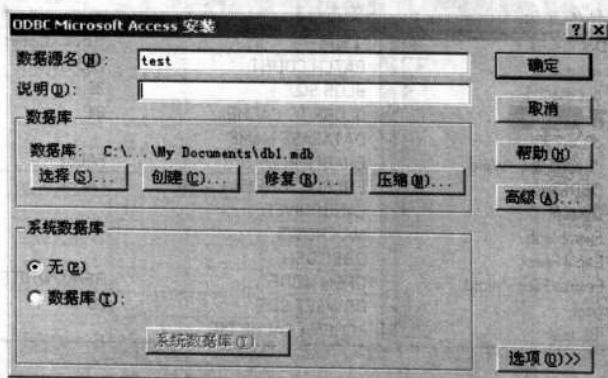 ODBC Microsoft Access 安装
数据源名(N): test
确定
说明(D):
取消
数据库
数据库: C:\...\My Documents\db1.mdb
帮助(H)
选择(S)... 创建(C)... 修复(R)... 压缩(M)...
高级(A)...
系统数据库
无(E)
数据库(T):
系统数据库(I)...
选项(O)>>